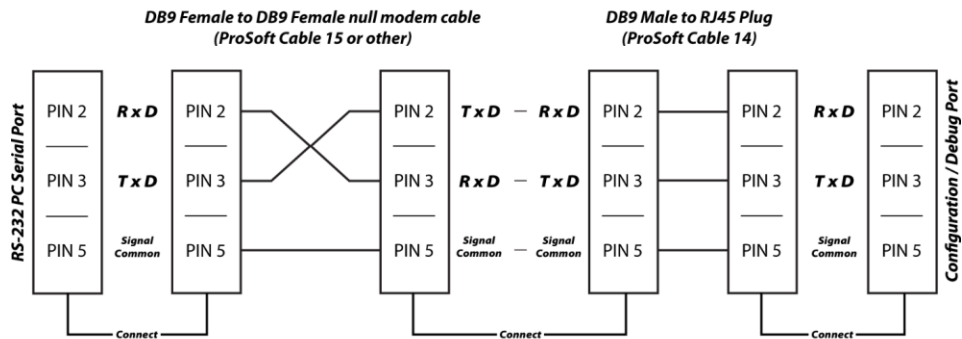 DB9 Female to DB9 Female null modem cable
(ProSoft Cable 15 or other)
DB9 Male to RJ45 Plug
(ProSoft Cable 14)
RS-232 PC Serial Port
PIN 2 RxD PIN 2 PIN 2 TxD – RxD PIN 2 PIN 2 RxD PIN 2
PIN 3 TxD PIN 3 PIN 3 RxD – TxD PIN 3 PIN 3 TxD PIN 3
PIN 5 Signal Common PIN 5 PIN 5 Signal Common – Signal Common PIN 5 PIN 5 Signal Common PIN 5
Configuration / Debug Port
Connect Connect Connect